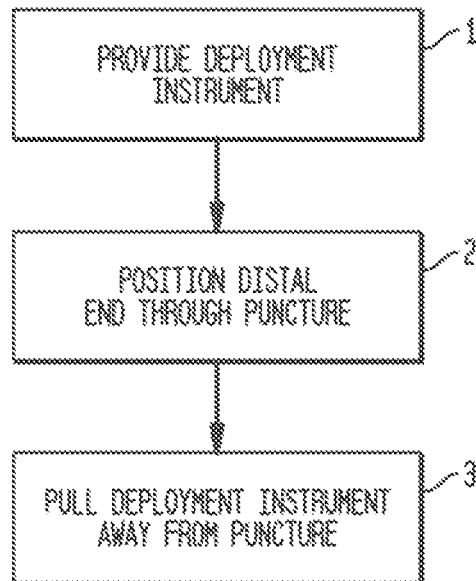 1
PROVIDE DEPLOYMENT
INSTRUMENT
2
POSITION DISTAL
END THROUGH PUNCTURE
3
PULL DEPLOYMENT INSTRUMENT
AWAY FROM PUNCTURE